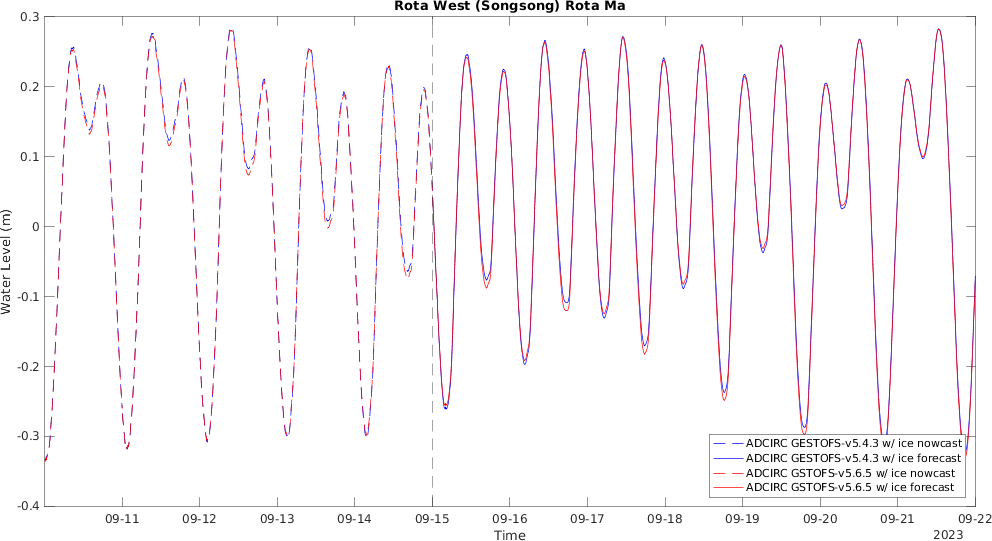 Rota West (Songsong) Rota Ma
0.3
0.2
0.1
0
-0.1
-0.2
-0.3
-0.4
Water Level (m)
ADCIRC GESTOFS-v5.4.3 w/ ice nowcast
ADCIRC GESTOFS-v5.4.3 w/ ice forecast
ADCIRC GSTOFS-v5.6.5 w/ ice nowcast
ADCIRC GSTOFS-v5.6.5 w/ ice forecast
09-11 09-12 09-13 09-14 09-15 09-16 09-17 09-18 09-19 09-20 09-21 09-22
Time
2023